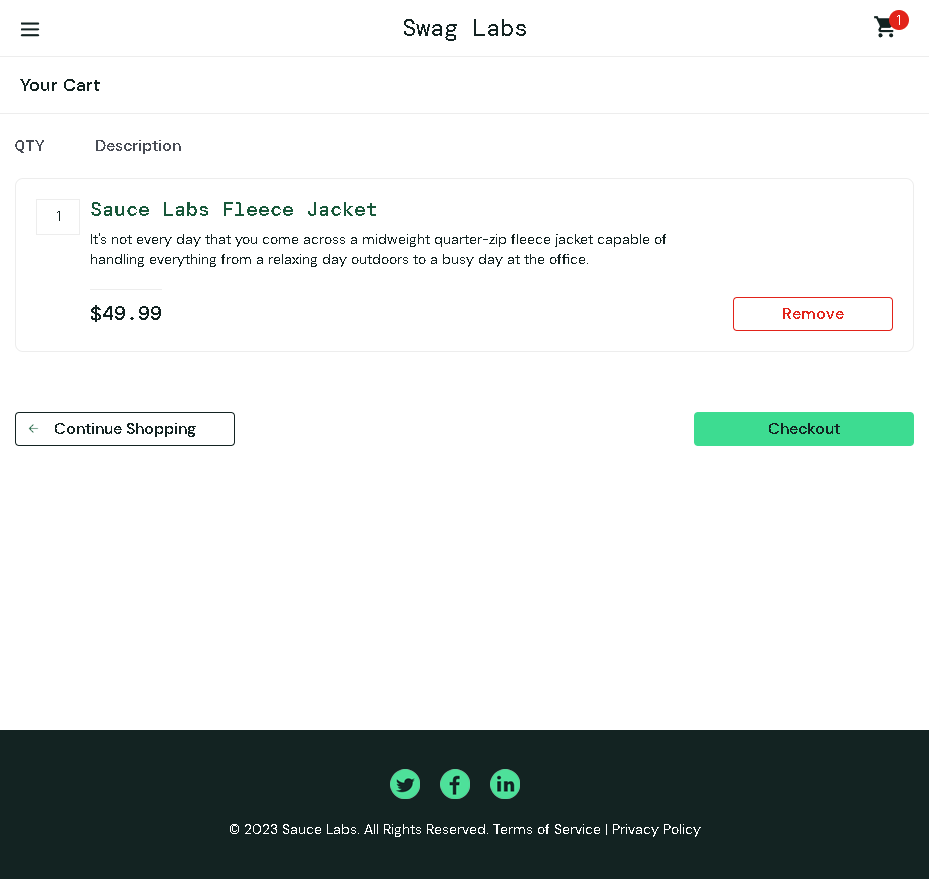 Swag Labs
1
Your Cart
QTY Description
1
Sauce Labs Fleece Jacket
It's not every day that you come across a midweight quarter-zip fleece jacket capable of
handling everything from a relaxing day outdoors to a busy day at the office.
$49.99
Remove
Continue Shopping
Checkout
© 2023 Sauce Labs. All Rights Reserved. Terms of Service | Privacy Policy